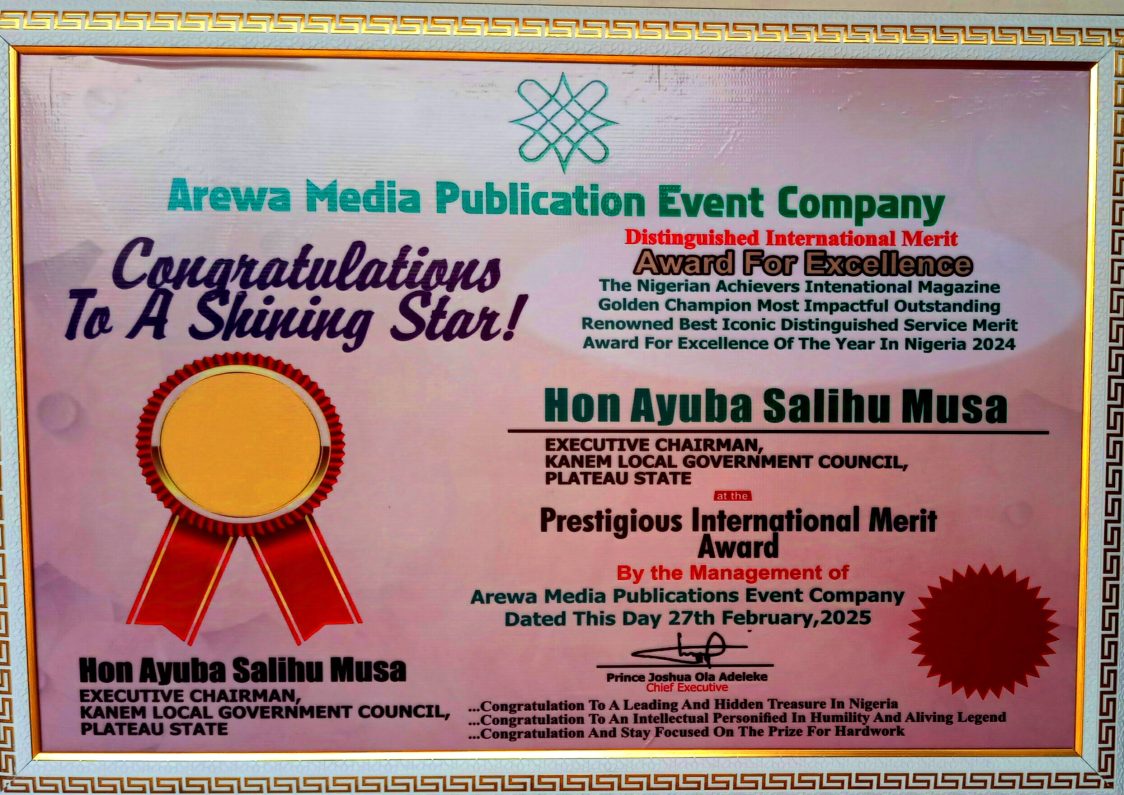 Arewa Media Publication Event Company
Congratulations
To A Shining Star!
Distinguished International Merit
Award For Excellence
The Nigerian Achievers Intenational Magazine
Golden Champion Most Impactful Outstanding
Renowned Best Iconic Distinguished Service Merit
Award For Excellence Of The Year In Nigeria 2024
Hon Ayuba Salihu Musa
EXECUTIVE CHAIRMAN,
KANEM LOCAL GOVERNMENT COUNCIL,
PLATEAU STATE
at the
Prestigious International Merit
Award
By the Management of
Arewa Media Publications Event Company
Dated This Day 27th February,2025
Prince Joshua Ola Adeleke
Chief Executive
Hon Ayuba Salihu Musa
EXECUTIVE CHAIRMAN,
KANEM LOCAL GOVERNMENT COUNCIL,
PLATEAU STATE
...Congratulation To A Leading And Hidden Treasure In Nigeria
...Congratulation To An Intellectual Personified In Humility And Aliving Legend
...Congratulation And Stay Focused On The Prize For Hardwork